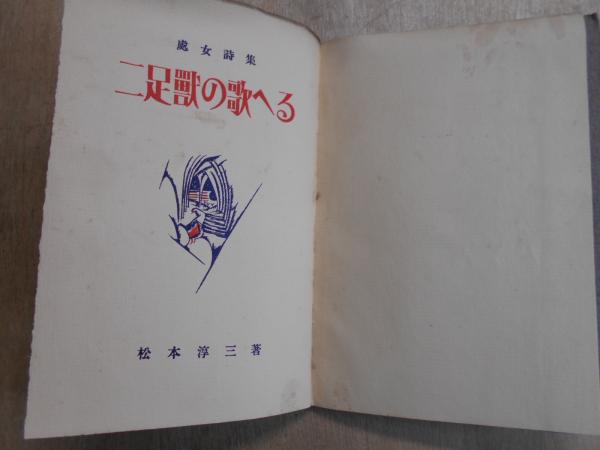 處女詩集
二足獸の歌へる
松本淳三著